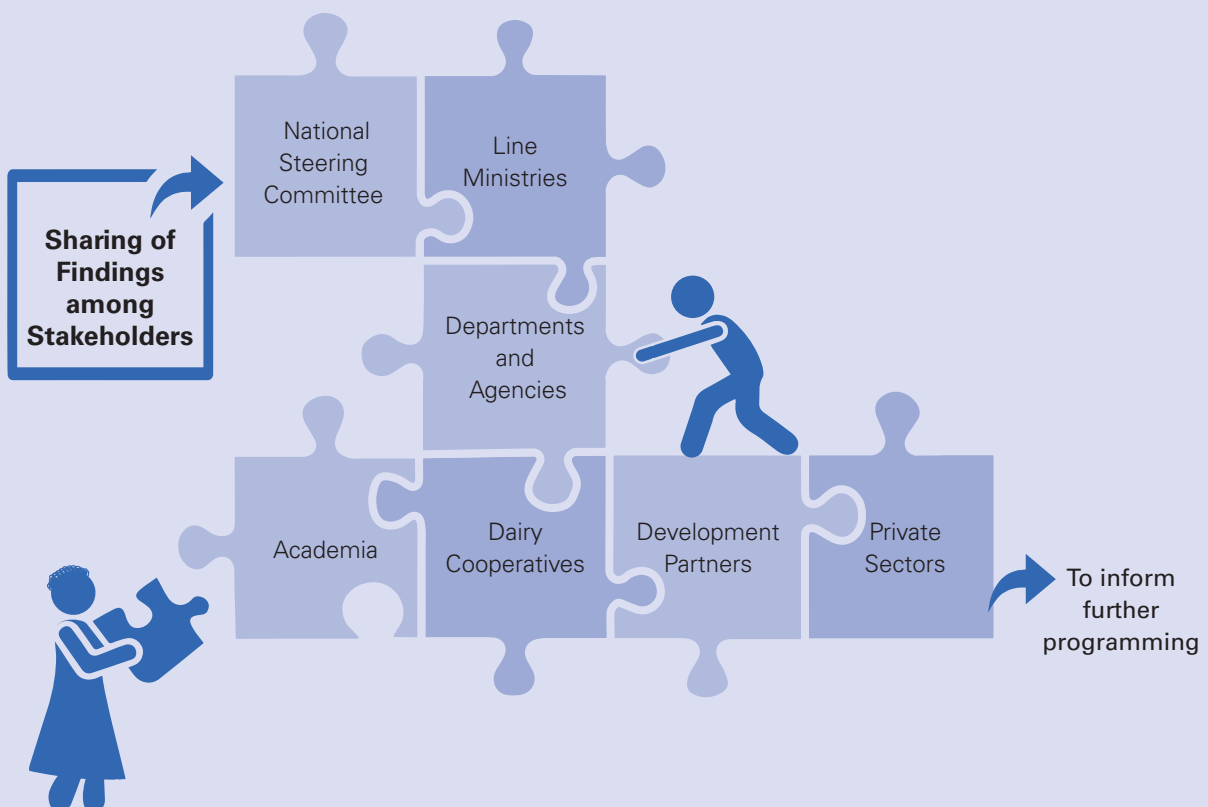 Sharing of
Findings
among
Stakeholders
National
Steering
Committee
Line
Ministries
Departments
and
Agencies
Academia
Dairy
Cooperatives
Development
Partners
Private
Sectors
To inform
further
programming